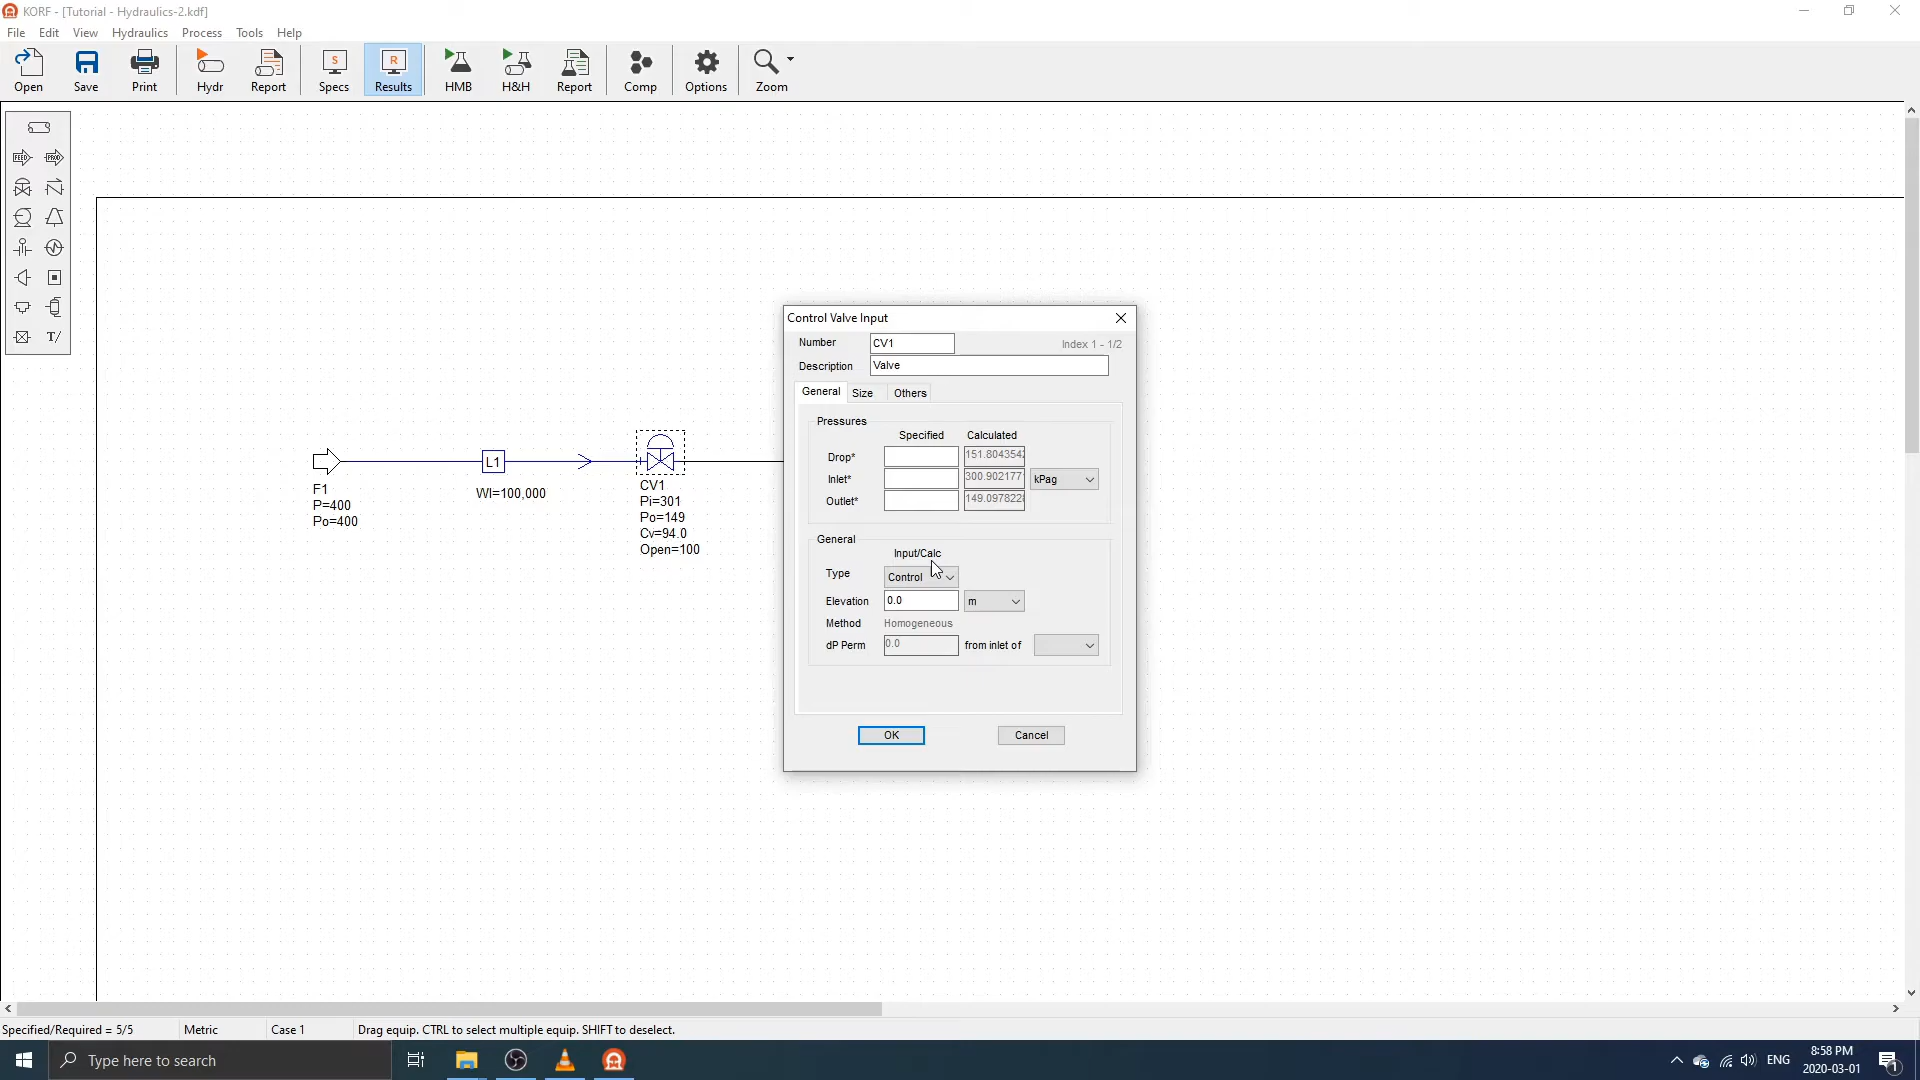 KORF - [Tutorial - Hydraulics-2.kdf]
File Edit View Hydraulics Process Tools Help
S R
Open Save Print Hydr Report Specs Results HMB H&H Report Comp Options Zoom
FEED PROD
T/
Control Valve Input
Number CV1 Index 1 - 1/2
Description Valve
General Size Others
Pressures
Specified Calculated
Drop* 151.804354
Inlet* 300.902177 kPag
Outlet* 149.097822
General
Input/Calc
Type Control
Elevation 0.0 m
Method Homogeneous
dP Perm 0.0 from inlet of
OK Cancel
L1
F1
P=400
Po=400
Wl=100,000
CV1
Pi=301
Po=149
Cv=94.0
Open=100
Specified/Required = 5/5 Metric Case 1 Drag equip. CTRL to select multiple equip. SHIFT to deselect.
Type here to search
ENG
8:58 PM
2020-03-01
1